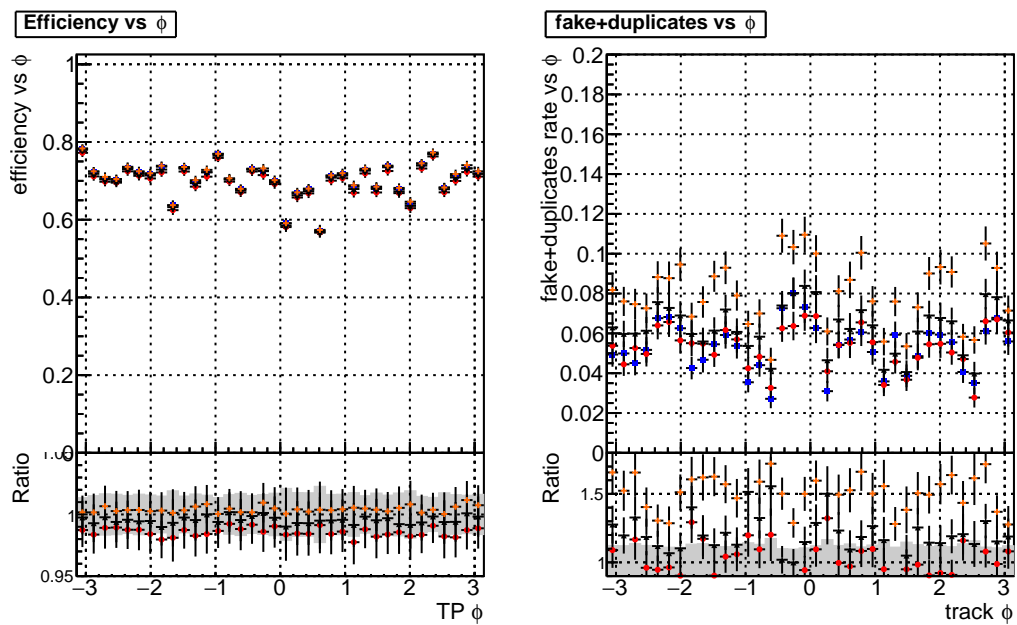 Efficiency vs ϕ
efficiency vs ϕ
1
0.8
0.6
0.4
0.2
0
Ratio
1.05
1
0.95
−3 −2 −1 0 1 2 3
TP ϕ
fake+duplicates vs ϕ
fake+duplicates rate vs ϕ
0.2
0.18
0.16
0.14
0.12
0.1
0.08
0.06
0.04
0.02
0
Ratio
1.5
1
−3 −2 −1 0 1 2 3
track ϕ